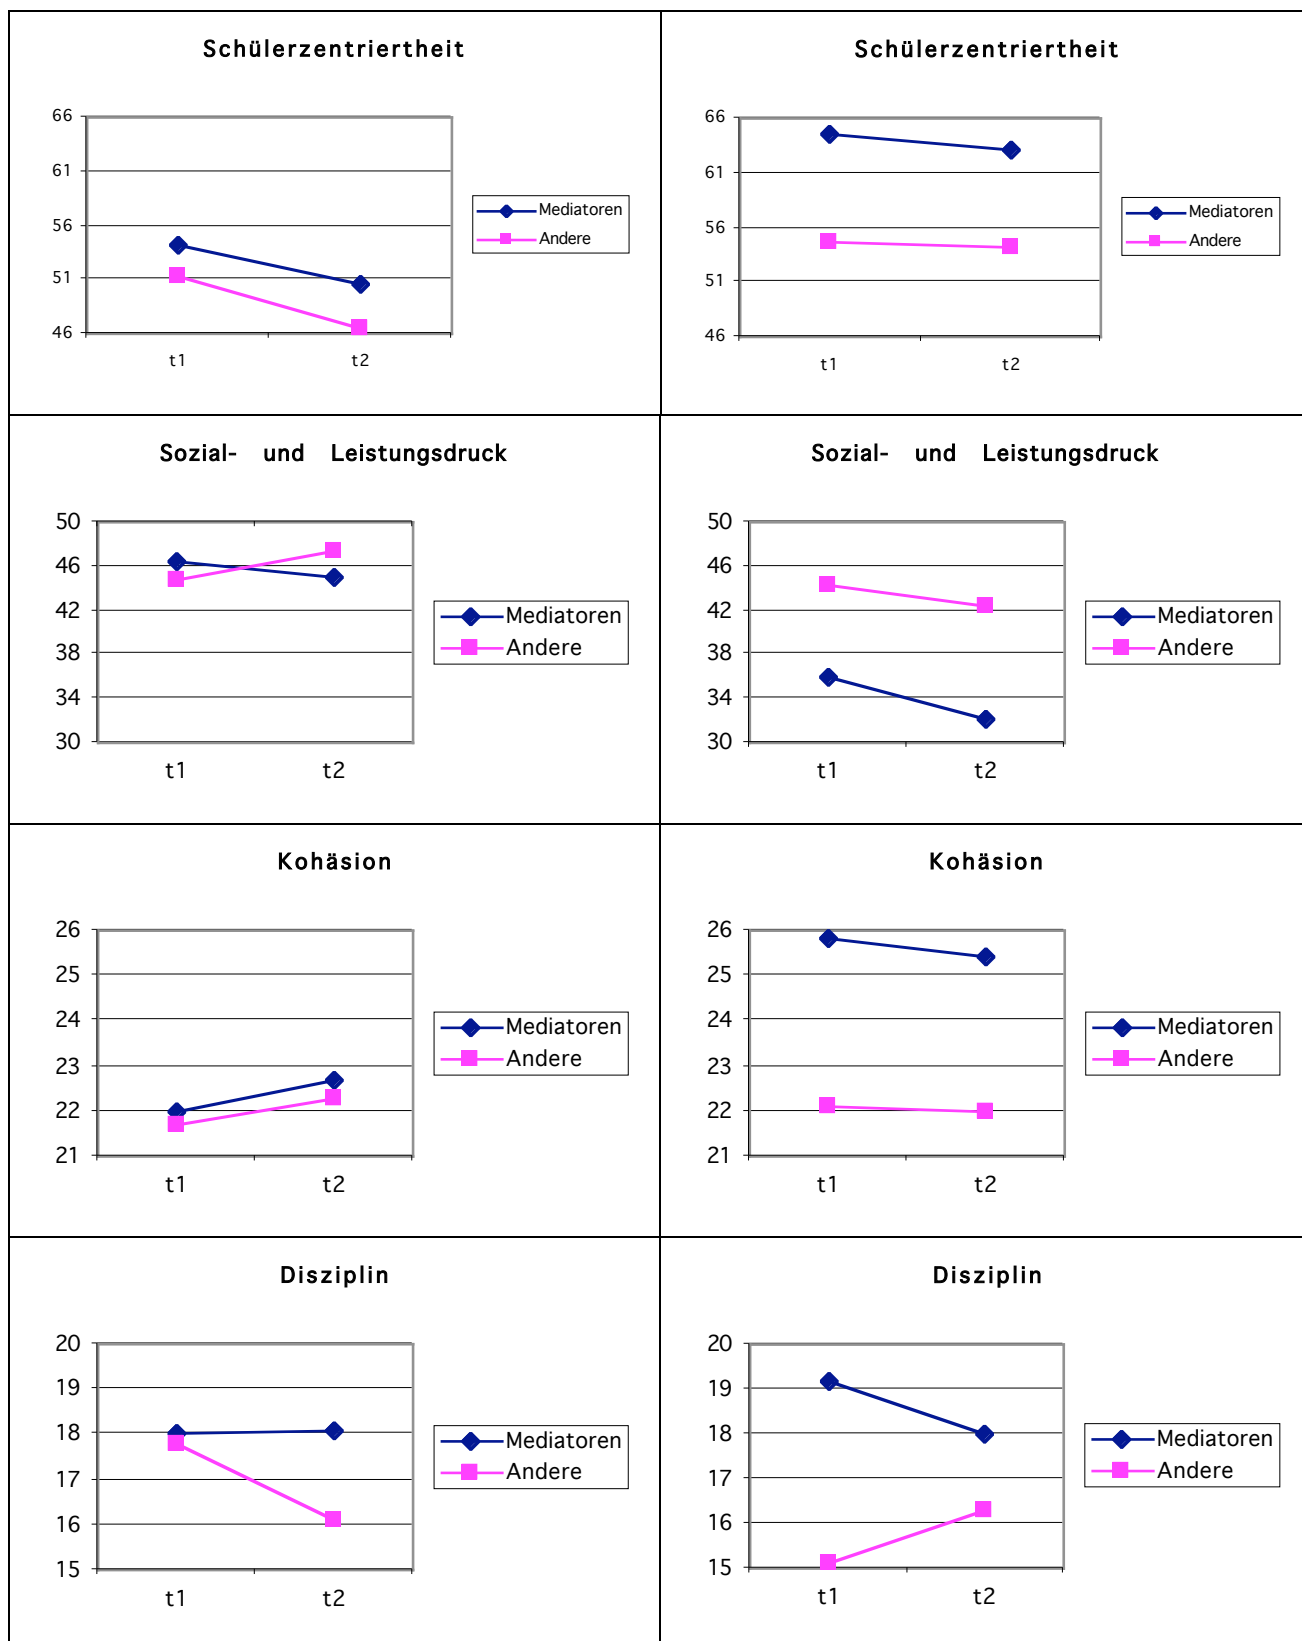 Schülerzentriertheit
66
61
56
51
46
t1 t2
Mediatoren
Andere
Schülerzentriertheit
66
61
56
51
46
t1 t2
Mediatoren
Andere
Sozial- und Leistungsdruck
50
46
42
38
34
30
t1 t2
Mediatoren
Andere
Sozial- und Leistungsdruck
50
46
42
38
34
30
t1 t2
Mediatoren
Andere
Kohäsion
26
25
24
23
22
21
t1 t2
Mediatoren
Andere
Kohäsion
26
25
24
23
22
21
t1 t2
Mediatoren
Andere
Disziplin
20
19
18
17
16
15
t1 t2
Mediatoren
Andere
Disziplin
20
19
18
17
16
15
t1 t2
Mediatoren
Andere